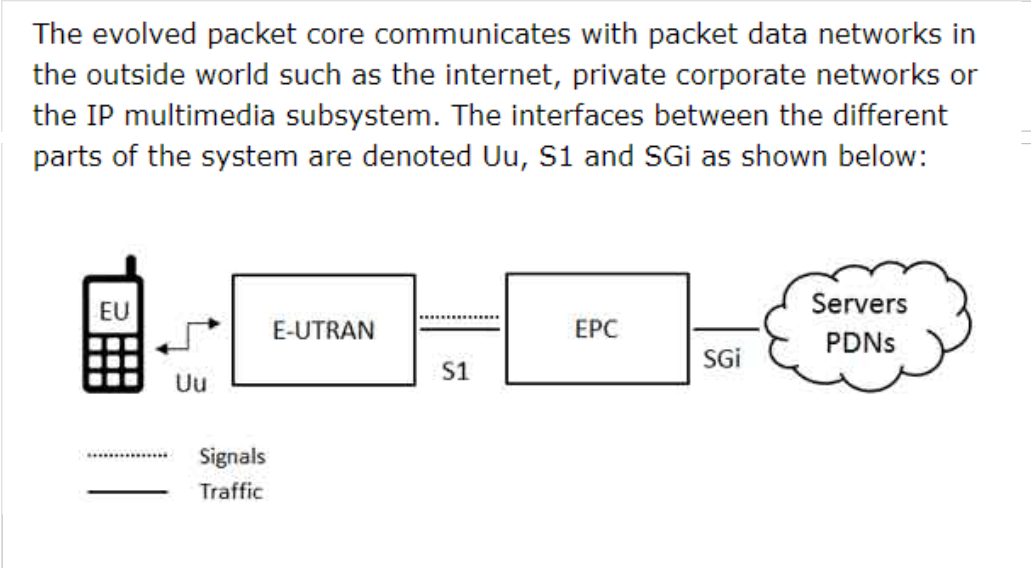 The evolved packet core communicates with packet data networks in
the outside world such as the internet, private corporate networks or
the IP multimedia subsystem. The interfaces between the different
parts of the system are denoted Uu, S1 and SGi as shown below:
EU
Uu
E-UTRAN
S1
EPC
SGi
Servers
PDNs
Signals
Traffic